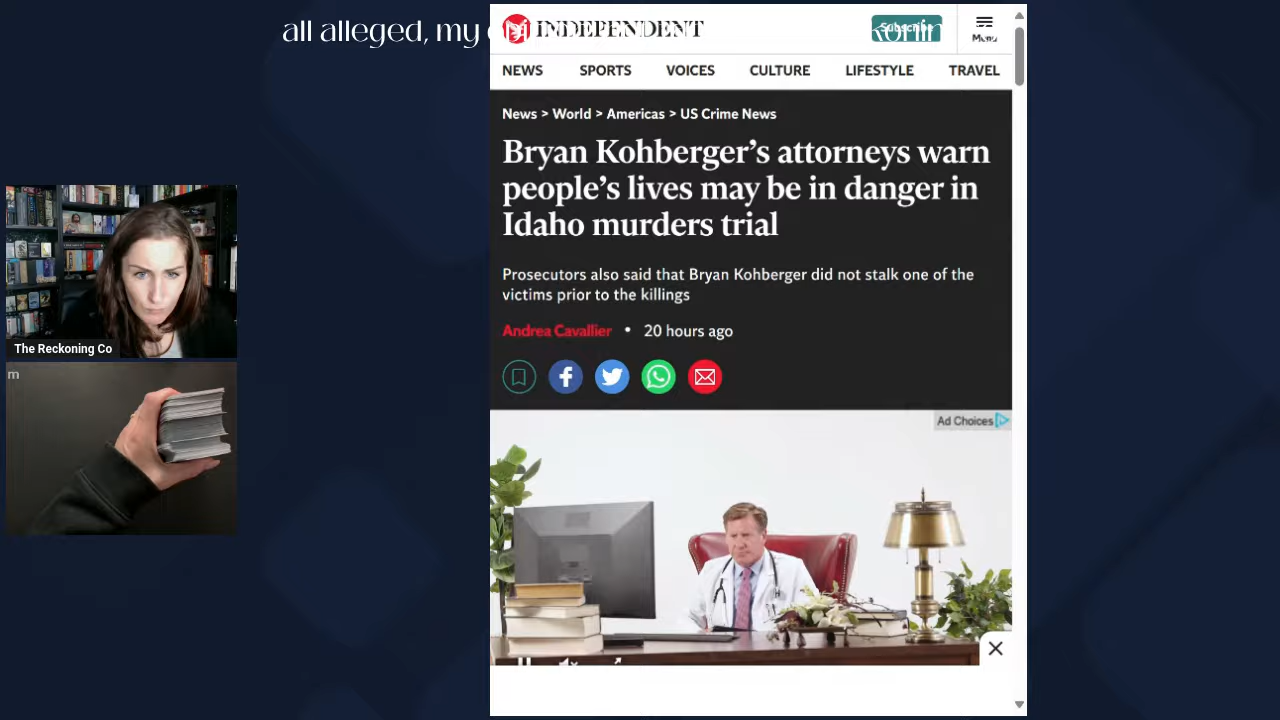 all alleged, my
INDEPENDENT
Subscribe
Menu
NEWS SPORTS VOICES CULTURE LIFESTYLE TRAVEL
News > World > Americas > US Crime News
Bryan Kohberger’s attorneys warn
people’s lives may be in danger in
Idaho murders trial
Prosecutors also said that Bryan Kohberger did not stalk one of the
victims prior to the killings
Andrea Cavallier • 20 hours ago
Ad Choices
The Reckoning Co
m